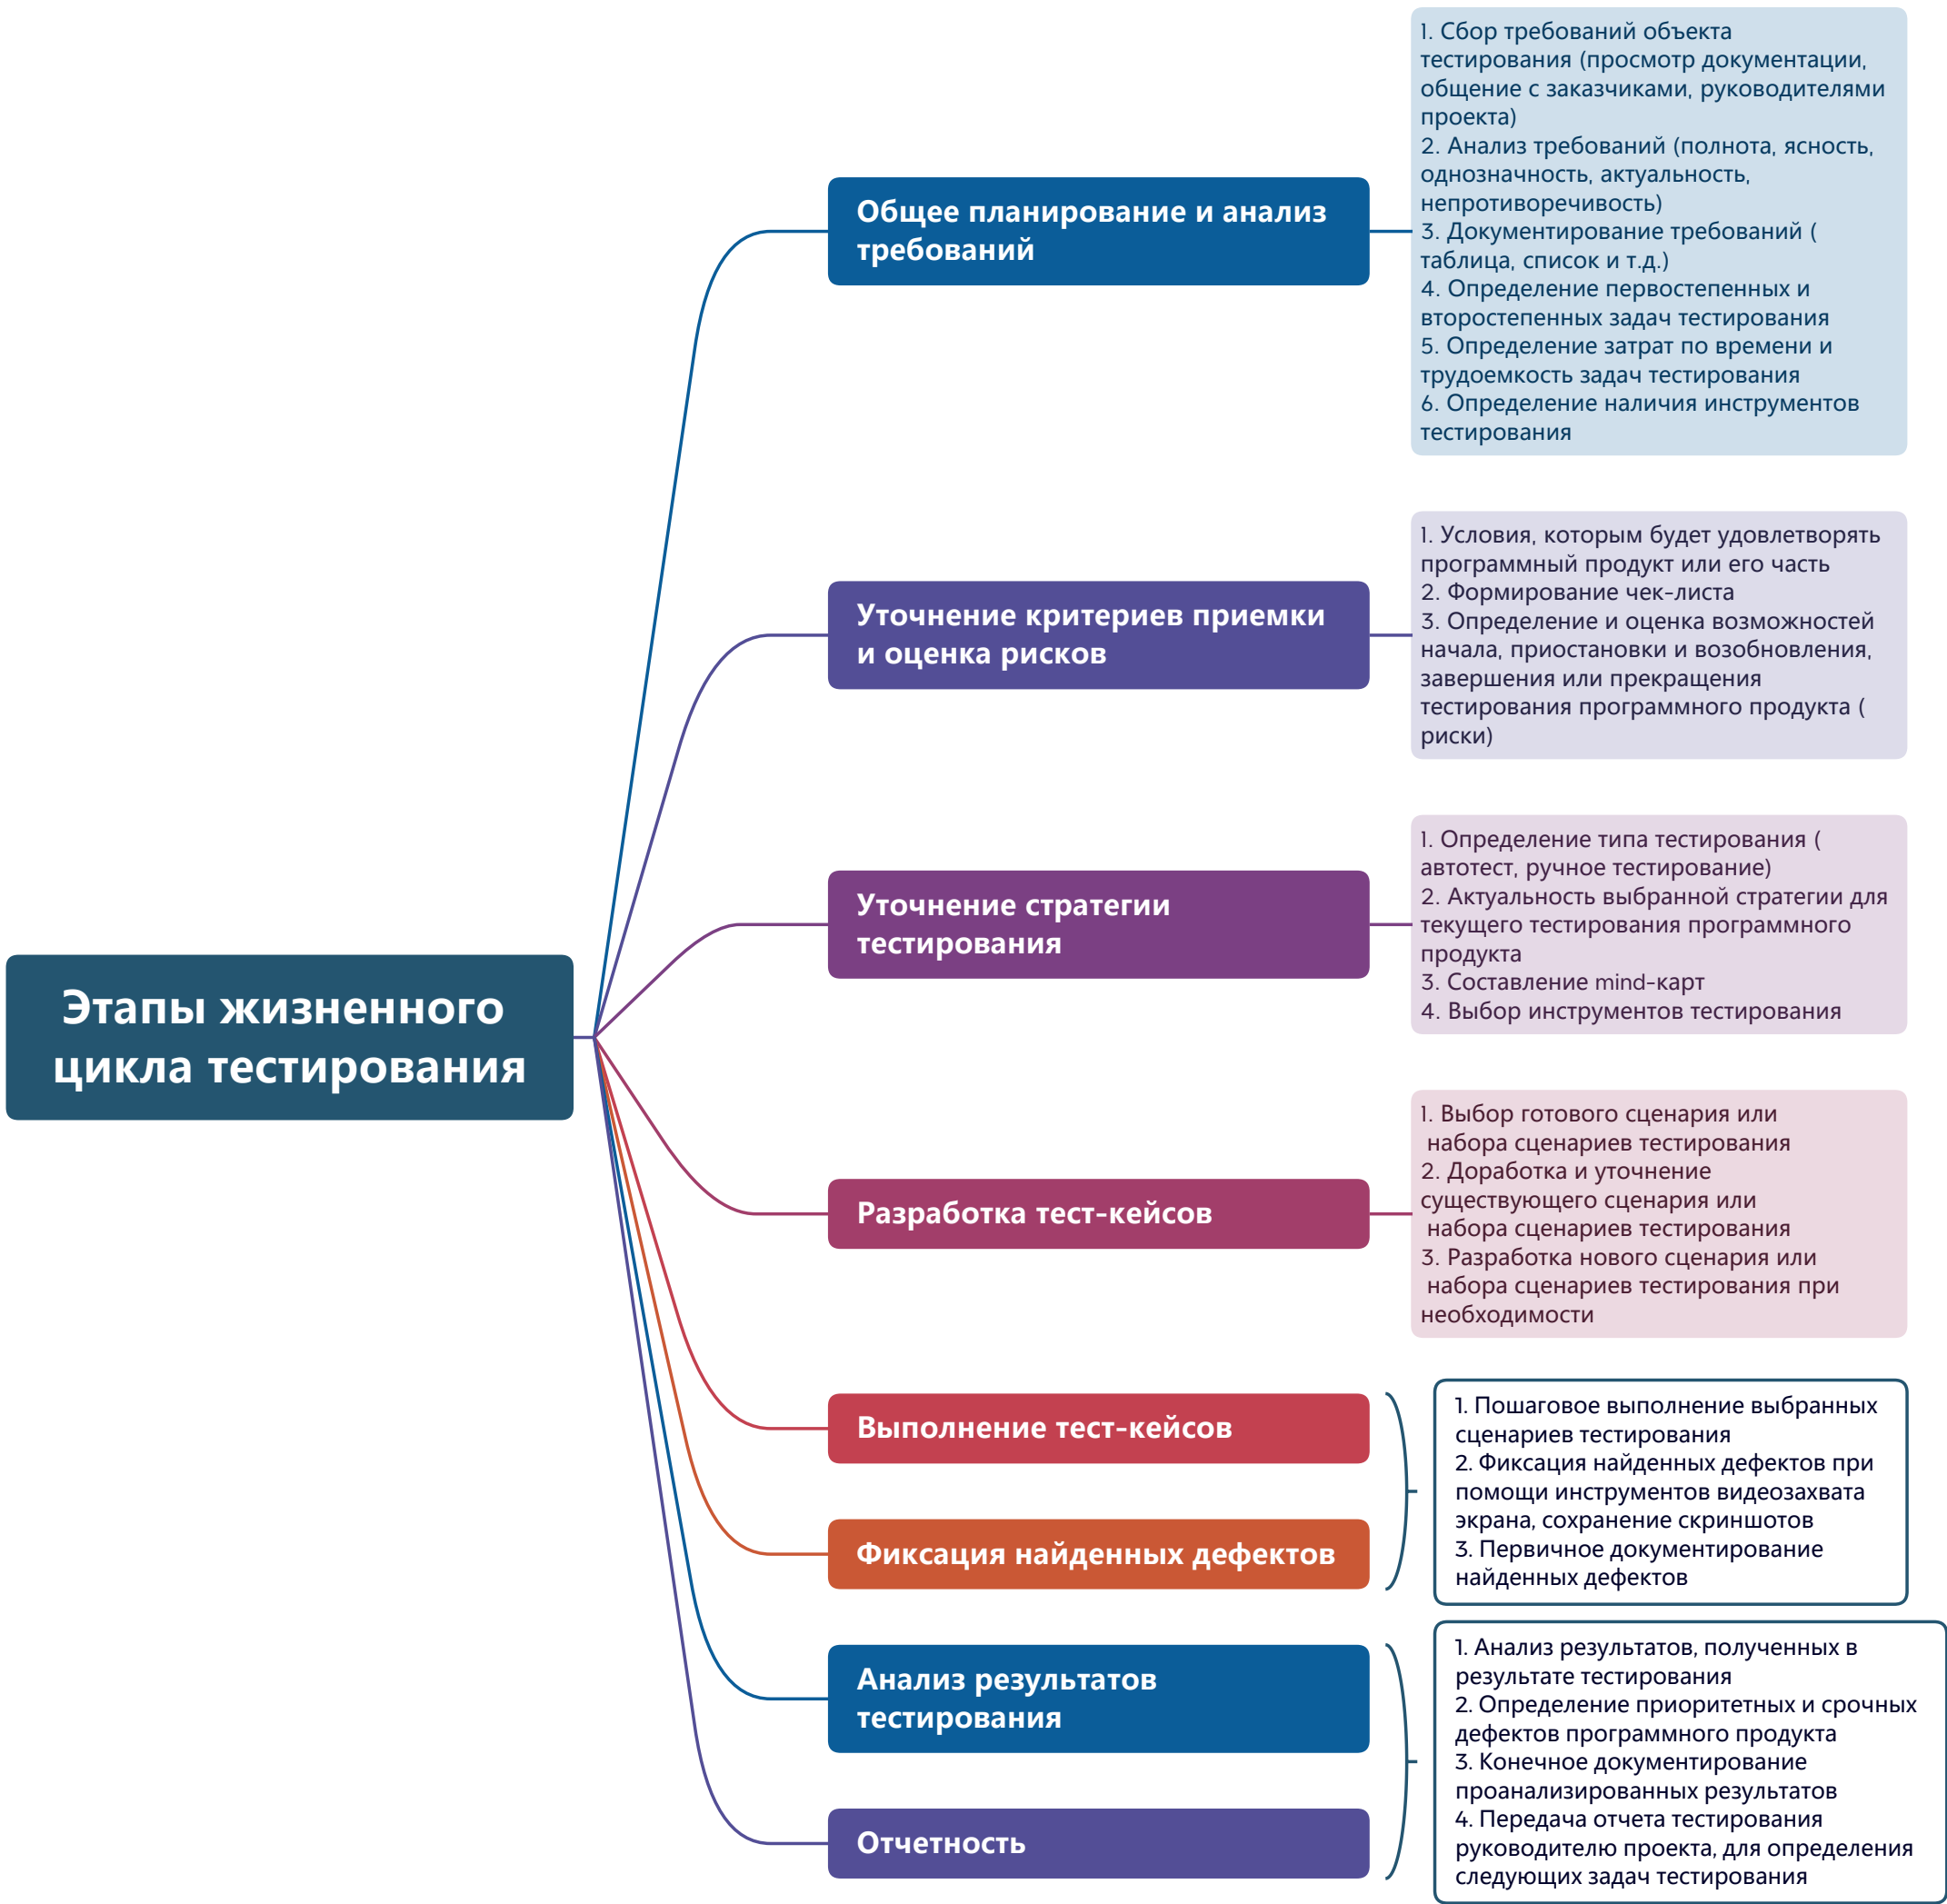 Этапы жизненного
цикла тестирования
Общее планирование и анализ
требований
1. Сбор требований объекта
тестирования (просмотр документации,
общение с заказчиками, руководителями
проекта)
2. Анализ требований (полнота, ясность,
однозначность, актуальность,
непротиворечивость)
3. Документирование требований (
таблица, список и т.д.)
4. Определение первостепенных и
второстепенных задач тестирования
5. Определение затрат по времени и
трудоемкость задач тестирования
6. Определение наличия инструментов
тестирования
Уточнение критериев приемки
и оценка рисков
1. Условия, которым будет удовлетворять
программный продукт или его часть
2. Формирование чек-листа
3. Определение и оценка возможностей
начала, приостановки и возобновления,
завершения или прекращения
тестирования программного продукта (
риски)
Уточнение стратегии
тестирования
1. Определение типа тестирования (
автотест, ручное тестирование)
2. Актуальность выбранной стратегии для
текущего тестирования программного
продукта
3. Составление mind-карт
4. Выбор инструментов тестирования
Разработка тест-кейсов
1. Выбор готового сценария или
набора сценариев тестирования
2. Доработка и уточнение
существующего сценария или
набора сценариев тестирования
3. Разработка нового сценария или
набора сценариев тестирования при
необходимости
Выполнение тест-кейсов
Фиксация найденных дефектов
1. Пошаговое выполнение выбранных
сценариев тестирования
2. Фиксация найденных дефектов при
помощи инструментов видеозахвата
экрана, сохранение скриншотов
3. Первичное документирование
найденных дефектов
Анализ результатов
тестирования
Отчетность
1. Анализ результатов, полученных в
результате тестирования
2. Определение приоритетных и срочных
дефектов программного продукта
3. Конечное документирование
проанализированных результатов
4. Передача отчета тестирования
руководителю проекта, для определения
следующих задач тестирования